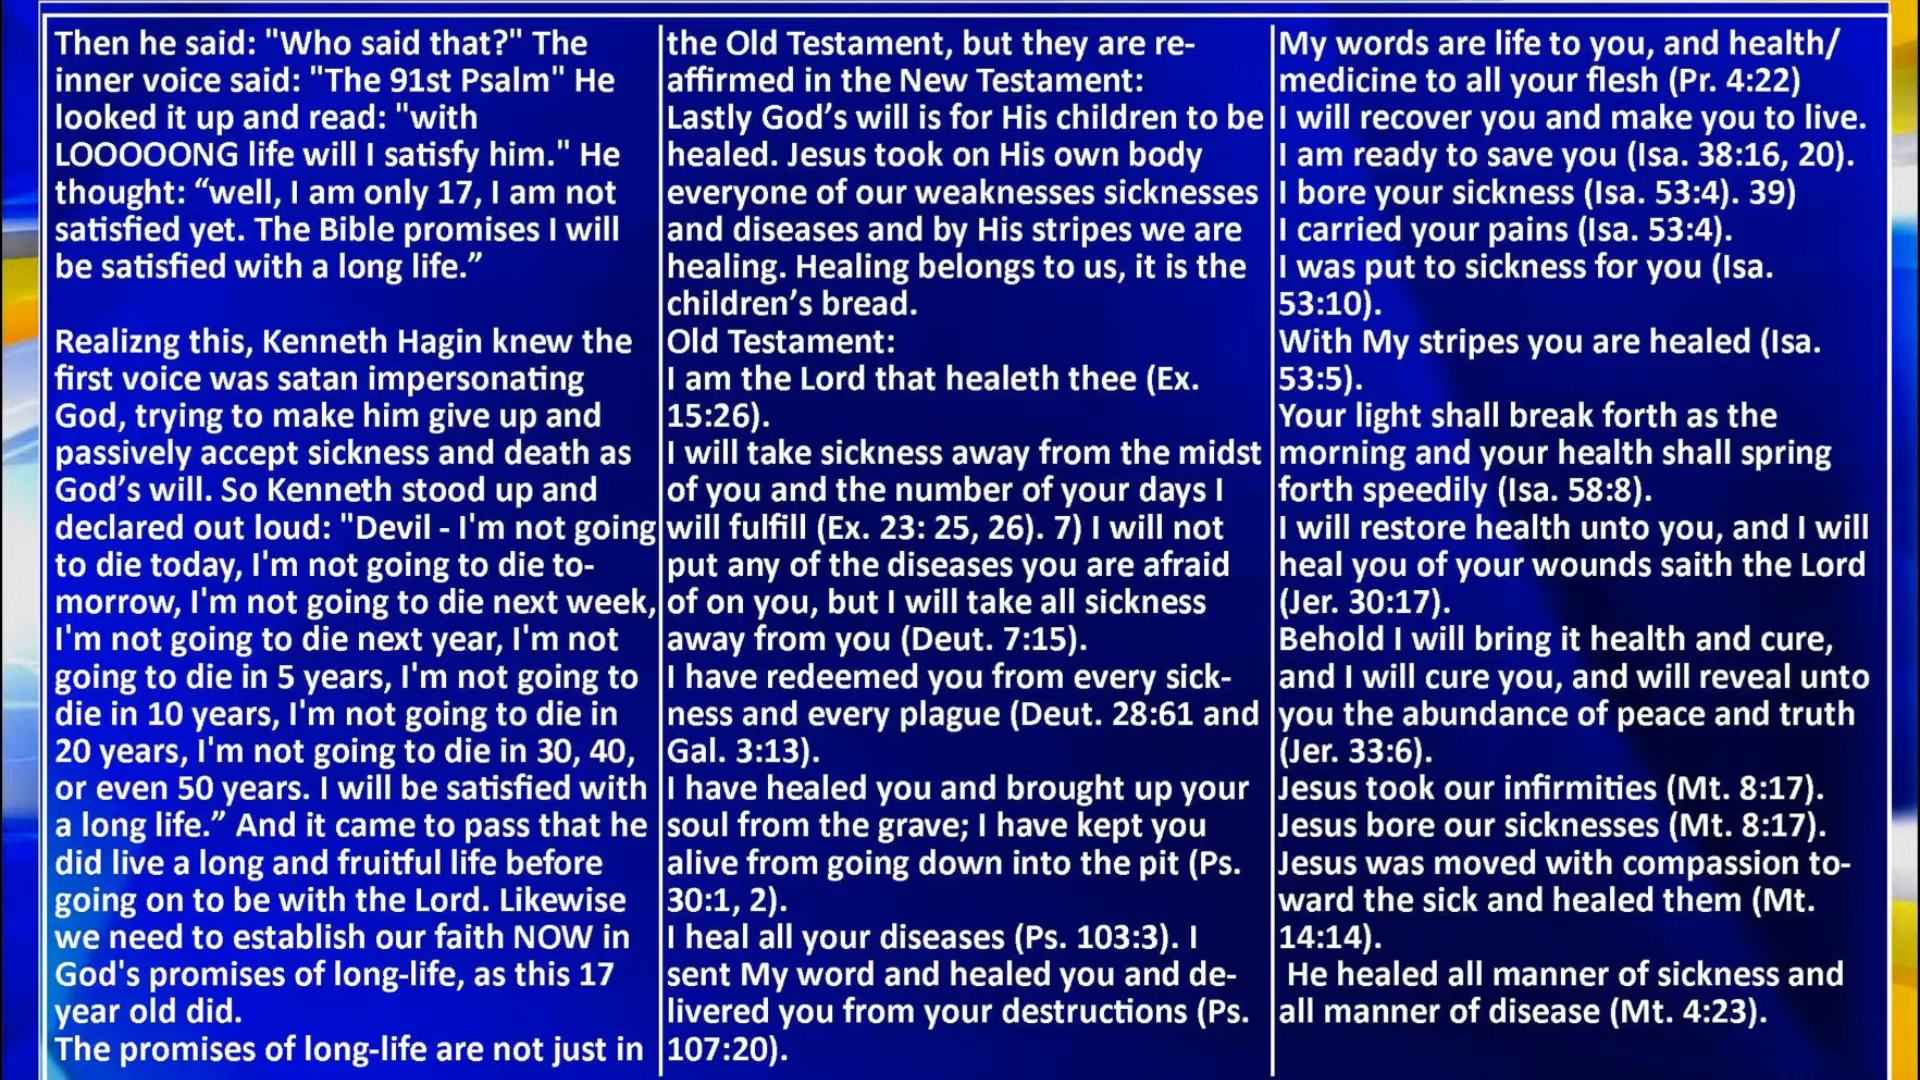 Then he said: "Who said that?" The
inner voice said: "The 91st Psalm" He
looked it up and read: "with
LOOOOONG life will I satisfy him." He
thought: “well, I am only 17, I am not
satisfied yet. The Bible promises I will
be satisfied with a long life.”
Realizng this, Kenneth Hagin knew the
first voice was satan impersonating
God, trying to make him give up and
passively accept sickness and death as
God’s will. So Kenneth stood up and
declared out loud: "Devil - I'm not going
to die today, I'm not going to die to-
morrow, I'm not going to die next week,
I'm not going to die next year, I'm not
going to die in 5 years, I'm not going to
die in 10 years, I'm not going to die in
20 years, I'm not going to die in 30, 40,
or even 50 years. I will be satisfied with
a long life.” And it came to pass that he
did live a long and fruitful life before
going on to be with the Lord. Likewise
we need to establish our faith NOW in
God's promises of long-life, as this 17
year old did.
The promises of long-life are not just in
the Old Testament, but they are re-
affirmed in the New Testament:
Lastly God’s will is for His children to be
healed. Jesus took on His own body
everyone of our weaknesses sicknesses
and diseases and by His stripes we are
healing. Healing belongs to us, it is the
children’s bread.
Old Testament:
I am the Lord that healeth thee (Ex.
15:26).
I will take sickness away from the midst
of you and the number of your days I
will fulfill (Ex. 23: 25, 26). 7) I will not
put any of the diseases you are afraid
of on you, but I will take all sickness
away from you (Deut. 7:15).
I have redeemed you from every sick-
ness and every plague (Deut. 28:61 and
Gal. 3:13).
I have healed you and brought up your
soul from the grave; I have kept you
alive from going down into the pit (Ps.
30:1, 2).
I heal all your diseases (Ps. 103:3). I
sent My word and healed you and de-
livered you from your destructions (Ps.
107:20).
My words are life to you, and health/
medicine to all your flesh (Pr. 4:22)
I will recover you and make you to live.
I am ready to save you (Isa. 38:16, 20).
I bore your sickness (Isa. 53:4). 39)
I carried your pains (Isa. 53:4).
I was put to sickness for you (Isa.
53:10).
With My stripes you are healed (Isa.
53:5).
Your light shall break forth as the
morning and your health shall spring
forth speedily (Isa. 58:8).
I will restore health unto you, and I will
heal you of your wounds saith the Lord
(Jer. 30:17).
Behold I will bring it health and cure,
and I will cure you, and will reveal unto
you the abundance of peace and truth
(Jer. 33:6).
Jesus took our infirmities (Mt. 8:17).
Jesus bore our sicknesses (Mt. 8:17).
Jesus was moved with compassion to-
ward the sick and healed them (Mt.
14:14).
He healed all manner of sickness and
all manner of disease (Mt. 4:23).